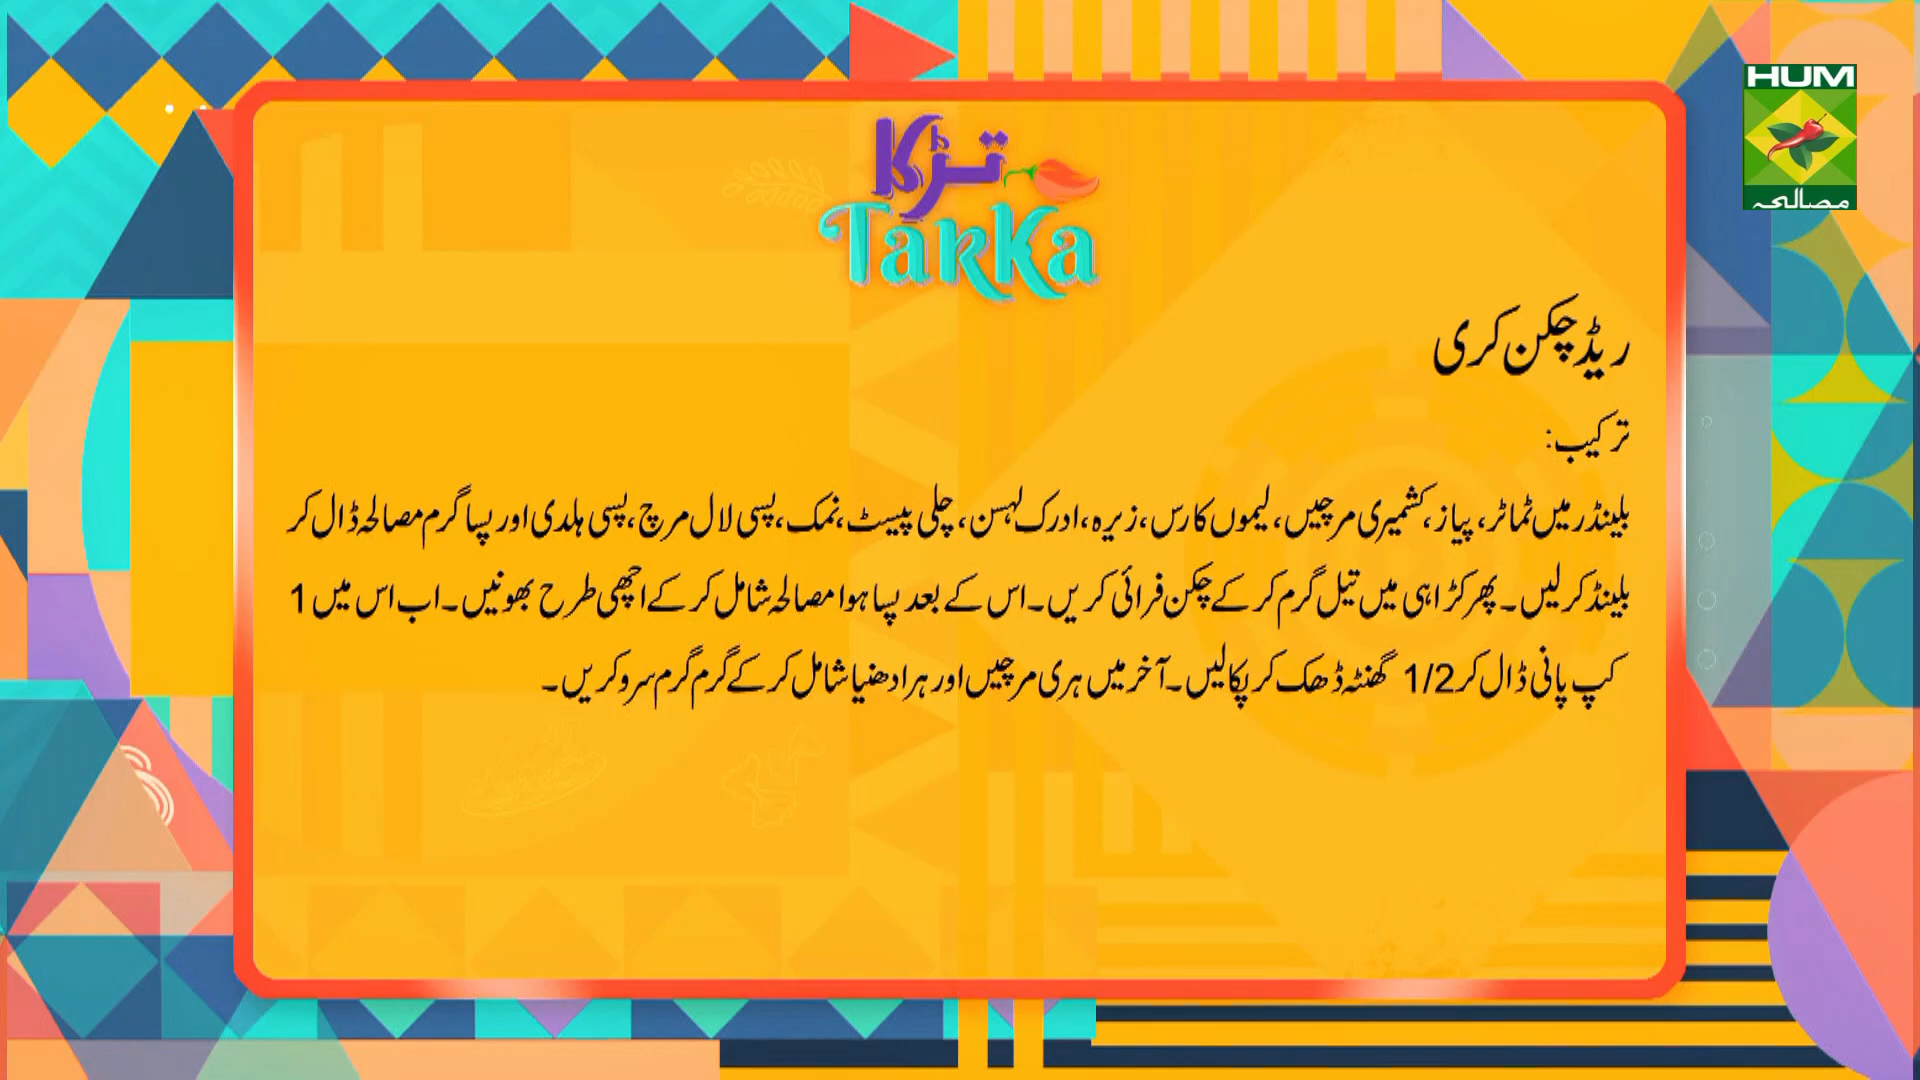 HUM
مصالحہ
تڑکا
Tarka
ریڈ چکن کری
ترکیب:
بلینڈر میں ٹماٹر، پیاز، کشمیری مرچیں، لیموں کا رس، زیرہ، ادرک لہسن، چلی پیسٹ، نمک، پسی لال مرچ، پسی ہلدی اور پسا گرم مصالحہ ڈال کر
بلینڈ کر لیں۔ پھر کڑاہی میں تیل گرم کر کے چکن فرائی کریں۔ اس کے بعد پسا ہوا مصالحہ شامل کر کے اچھی طرح بھونیں۔ اب اس میں 1
کپ پانی ڈال کر 1/2 گھنٹہ ڈھک کر پکالیں۔ آخر میں ہری مرچیں اور ہرا دھنیا شامل کر کے گرم گرم سرو کریں۔